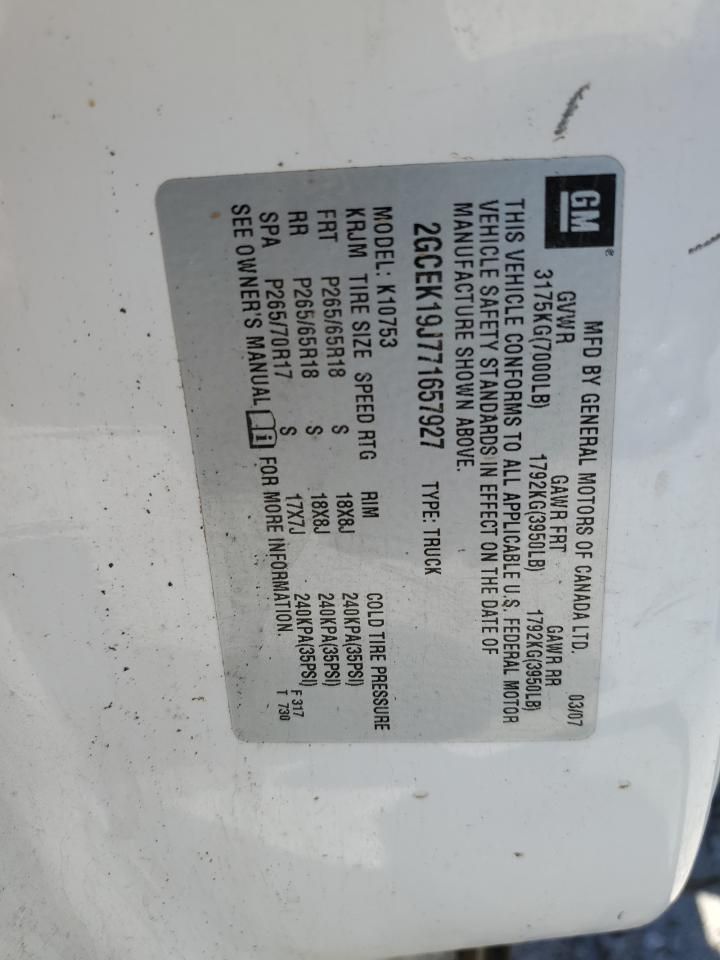 GM®
MFD BY GENERAL MOTORS OF CANADA LTD. 03/07
GVWR GAWR FRT GAWR RR
3175KG(7000LB) 1792KG(3950LB) 1792KG(3950LB)
THIS VEHICLE CONFORMS TO ALL APPLICABLE U.S. FEDERAL MOTOR
VEHICLE SAFETY STANDARDS IN EFFECT ON THE DATE OF
MANUFACTURE SHOWN ABOVE.
2GCEK19J771657927 TYPE: TRUCK
MODEL: K10753
KRJM TIRE SIZE SPEED RTG RIM COLD TIRE PRESSURE
FRT P265/65R18 S 18X8J 240KPA(35PSI)
RR P265/65R18 S 18X8J 240KPA(35PSI)
SPA P265/70R17 S 17X7J 240KPA(35PSI)
SEE OWNER'S MANUAL i FOR MORE INFORMATION.
F 317
T 730